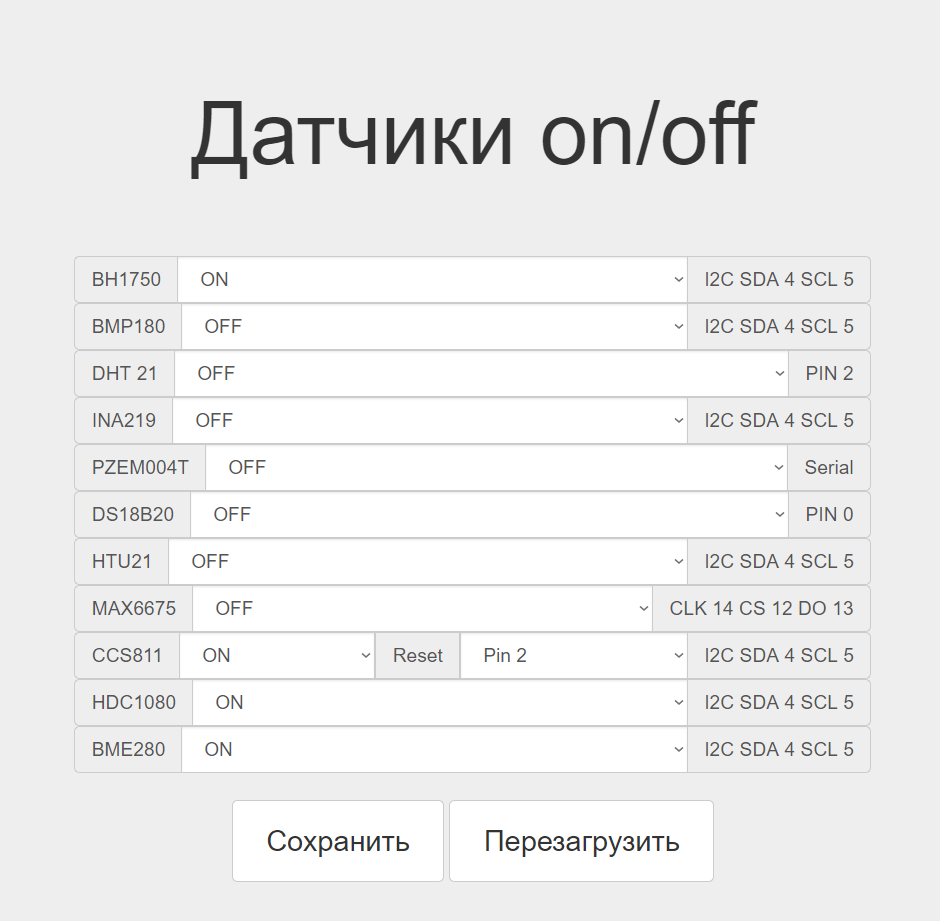 Датчики on/off
BH1750 ON I2C SDA 4 SCL 5
BMP180 OFF I2C SDA 4 SCL 5
DHT 21 OFF PIN 2
INA219 OFF I2C SDA 4 SCL 5
PZEM004T OFF Serial
DS18B20 OFF PIN 0
HTU21 OFF I2C SDA 4 SCL 5
MAX6675 OFF CLK 14 CS 12 DO 13
CCS811 ON Reset Pin 2 I2C SDA 4 SCL 5
HDC1080 ON I2C SDA 4 SCL 5
BME280 ON I2C SDA 4 SCL 5
Сохранить Перезагрузить